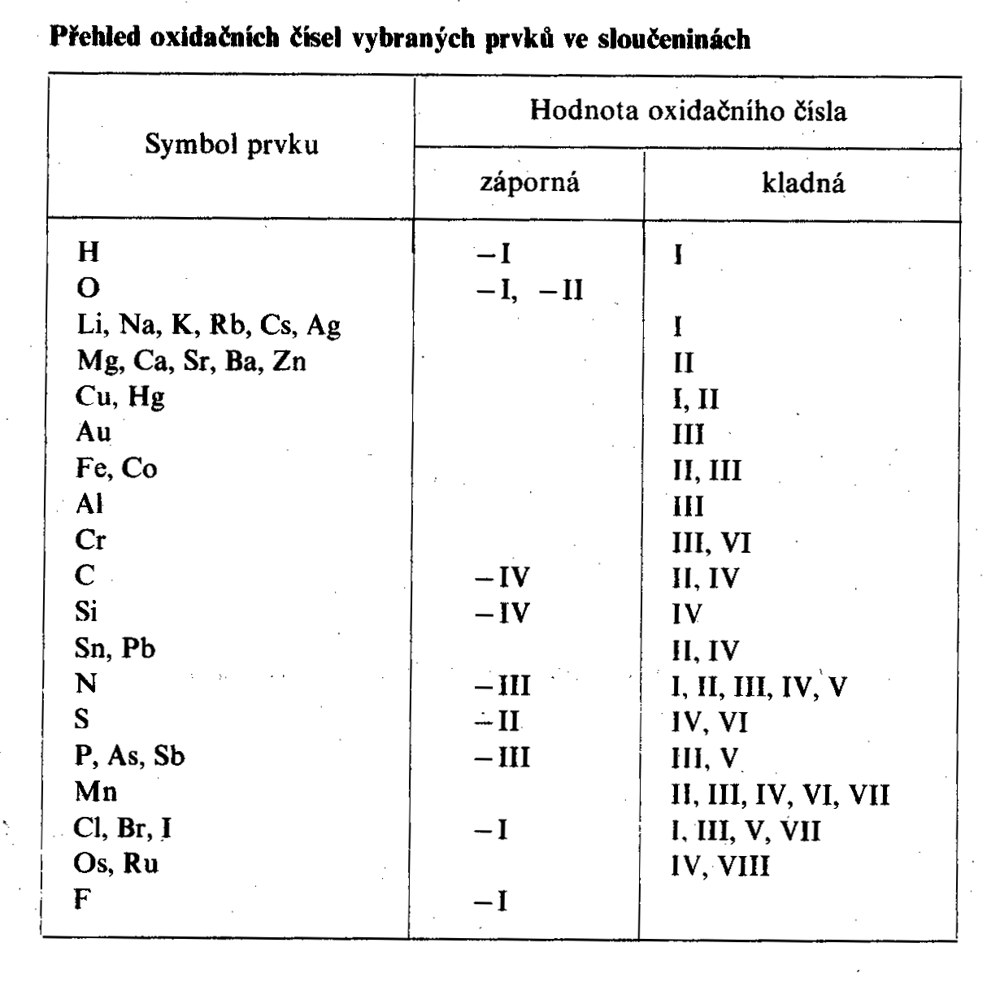 Přehled oxidačních čísel vybraných prvků ve sloučeninách
Symbol prvku
Hodnota oxidačního čísla
záporná kladná
H −I I
O −I, −II
Li, Na, K, Rb, Cs, Ag I
Mg, Ca, Sr, Ba, Zn II
Cu, Hg I, II
Au III
Fe, Co II, III
Al III
Cr III, VI
C −IV II, IV
Si −IV IV
Sn, Pb II, IV
N −III I, II, III, IV, V
S −II IV, VI
P, As, Sb −III III, V
Mn II, III, IV, VI, VII
Cl, Br, I −I I, III, V, VII
Os, Ru IV, VIII
F −I